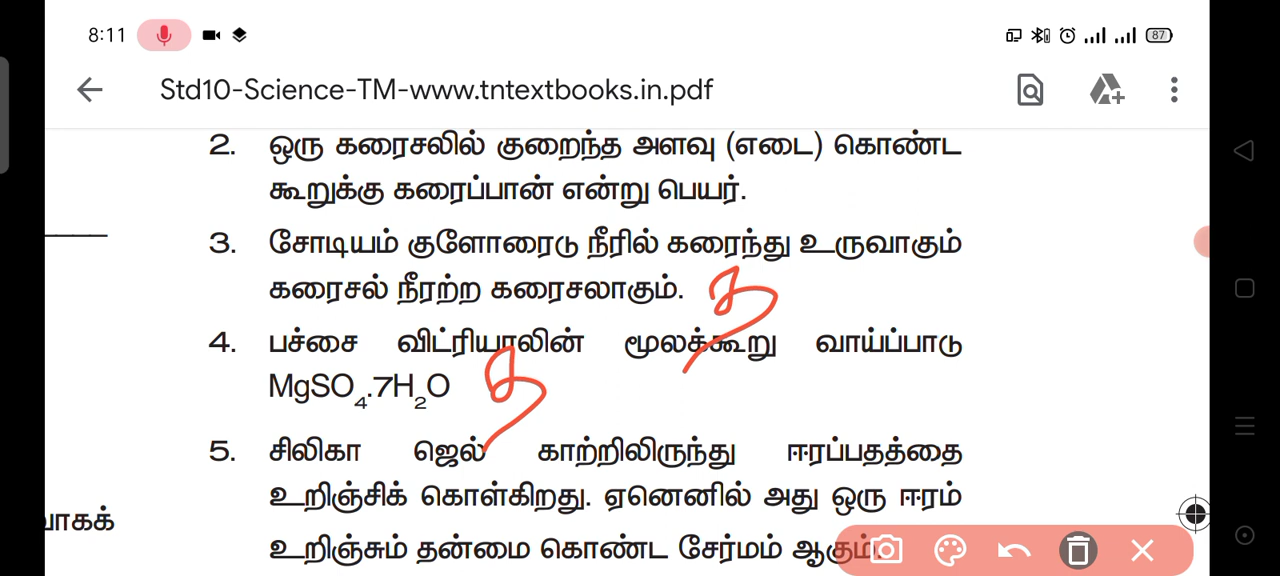 8:11
87
Std10-Science-TM-www.tntextbooks.in.pdf
2. ஒரு கரைசலில் குறைந்த அளவு (எடை) கொண்ட
கூறுக்கு கரைப்பான் என்று பெயர்.
3. சோடியம் குளோரைடு நீரில் கரைந்து உருவாகும்
கரைசல் நீரற்ற கரைசலாகும். த
4. பச்சை விட்ரியாலின் மூலக்கூறு வாய்ப்பாடு
MgSO₄.7H₂O த
5. சிலிகா ஜெல் காற்றிலிருந்து ஈரப்பதத்தை
உறிஞ்சிக் கொள்கிறது. ஏனெனில் அது ஒரு ஈரம்
வாகக்
உறிஞ்சும் தன்மை கொண்ட சேர்மம் ஆகும்.